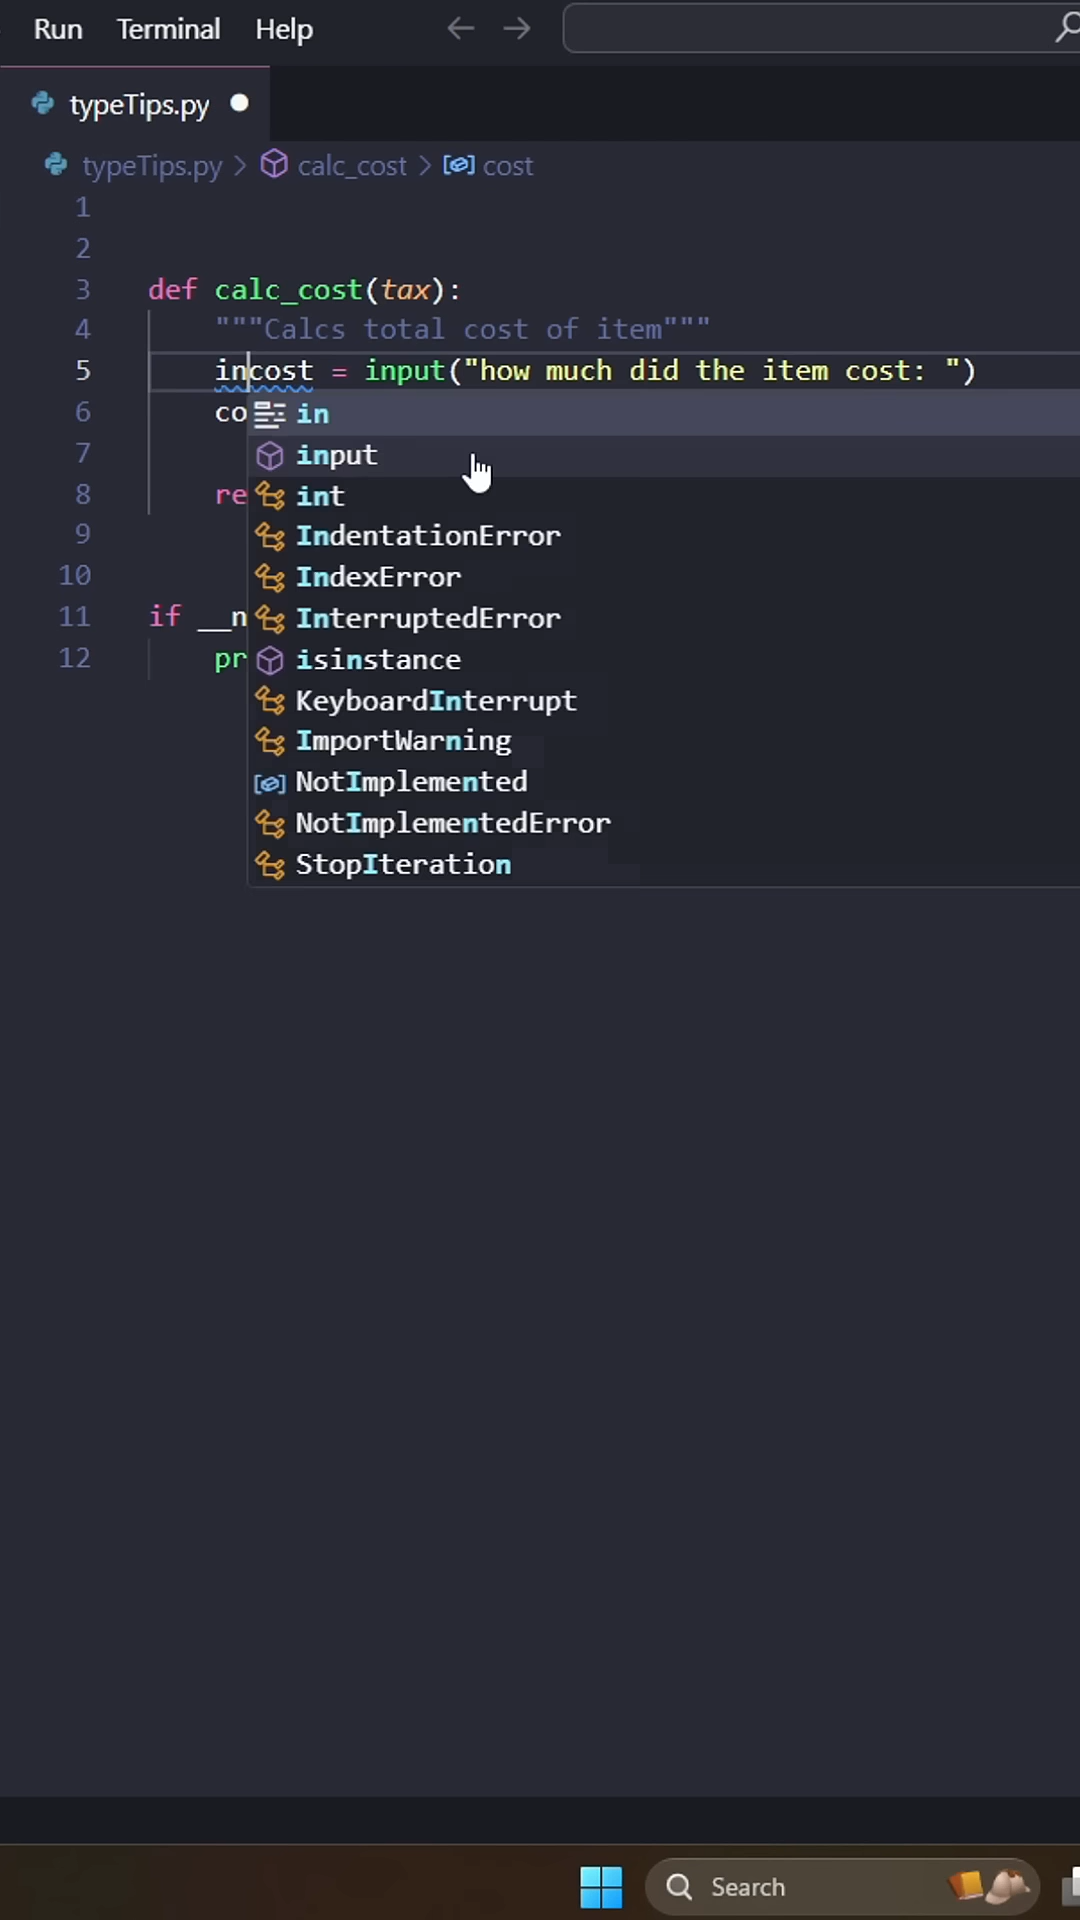 Run Terminal Help
typeTips.py
typeTips.py > calc_cost > cost
1
2
3 def calc_cost(tax):
4 """Calcs total cost of item"""
5 incost = input("how much did the item cost: ")
6 co
in
7
input
8 re
int
9
IndentationError
10
IndexError
11 if __n
InterruptedError
12 pr
isinstance
KeyboardInterrupt
ImportWarning
NotImplemented
NotImplementedError
StopIteration
Search